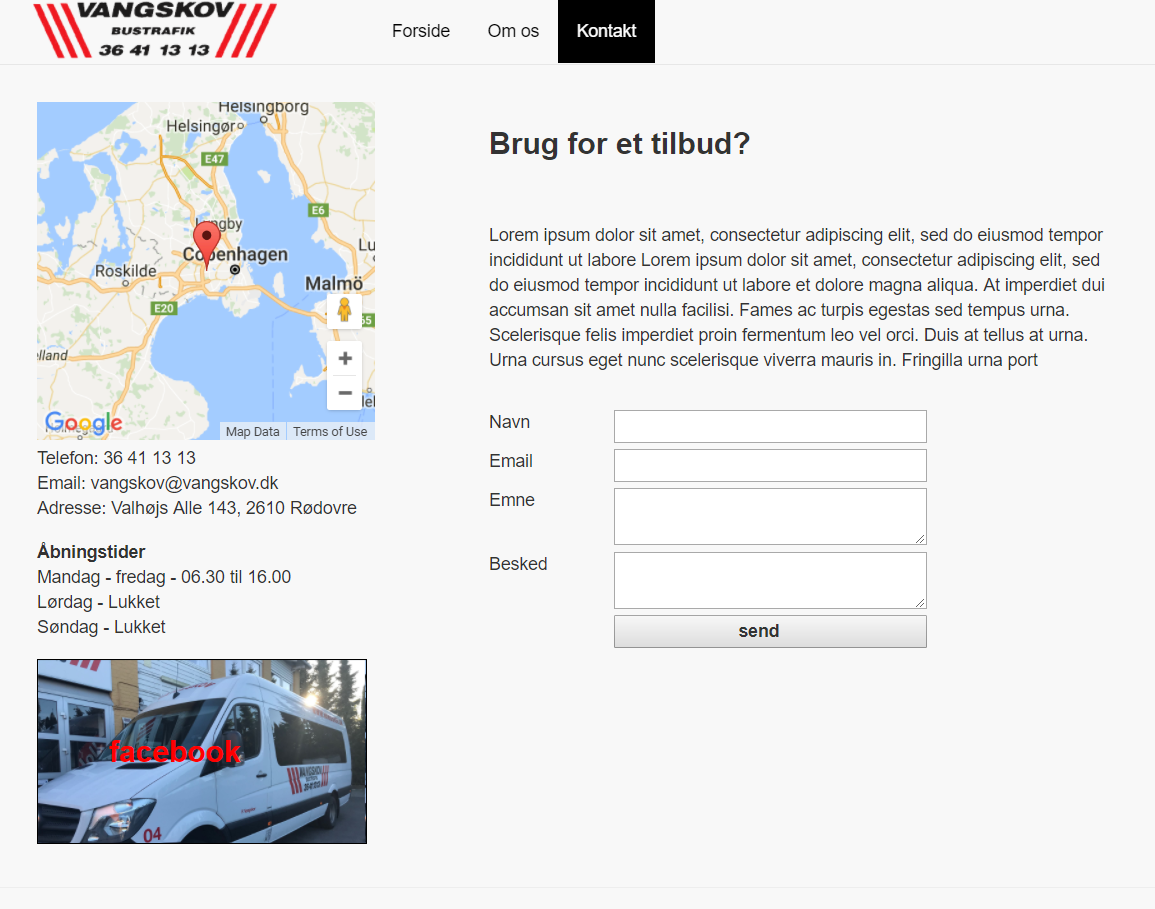 VANGSKOV
BUSTRAFIK
36 41 13 13
Forside
Om os
Kontakt
Helsingborg
Helsingør
E47
E6
Copenhagen
Roskilde
Malmö
E20
Google
Map Data
Terms of Use
Telefon: 36 41 13 13
Email: vangskov@vangskov.dk
Adresse: Valhøjs Alle 143, 2610 Rødovre
Åbningstider
Mandag - fredag - 06.30 til 16.00
Lørdag - Lukket
Søndag - Lukket
facebook
VANGSKOV
04
Brug for et tilbud?
Lorem ipsum dolor sit amet, consectetur adipiscing elit, sed do eiusmod tempor
incididunt ut labore Lorem ipsum dolor sit amet, consectetur adipiscing elit, sed
do eiusmod tempor incididunt ut labore et dolore magna aliqua. At imperdiet dui
accumsan sit amet nulla facilisi. Fames ac turpis egestas sed tempus urna.
Scelerisque felis imperdiet proin fermentum leo vel orci. Duis at tellus at urna.
Urna cursus eget nunc scelerisque viverra mauris in. Fringilla urna port
Navn
Email
Emne
Besked
send